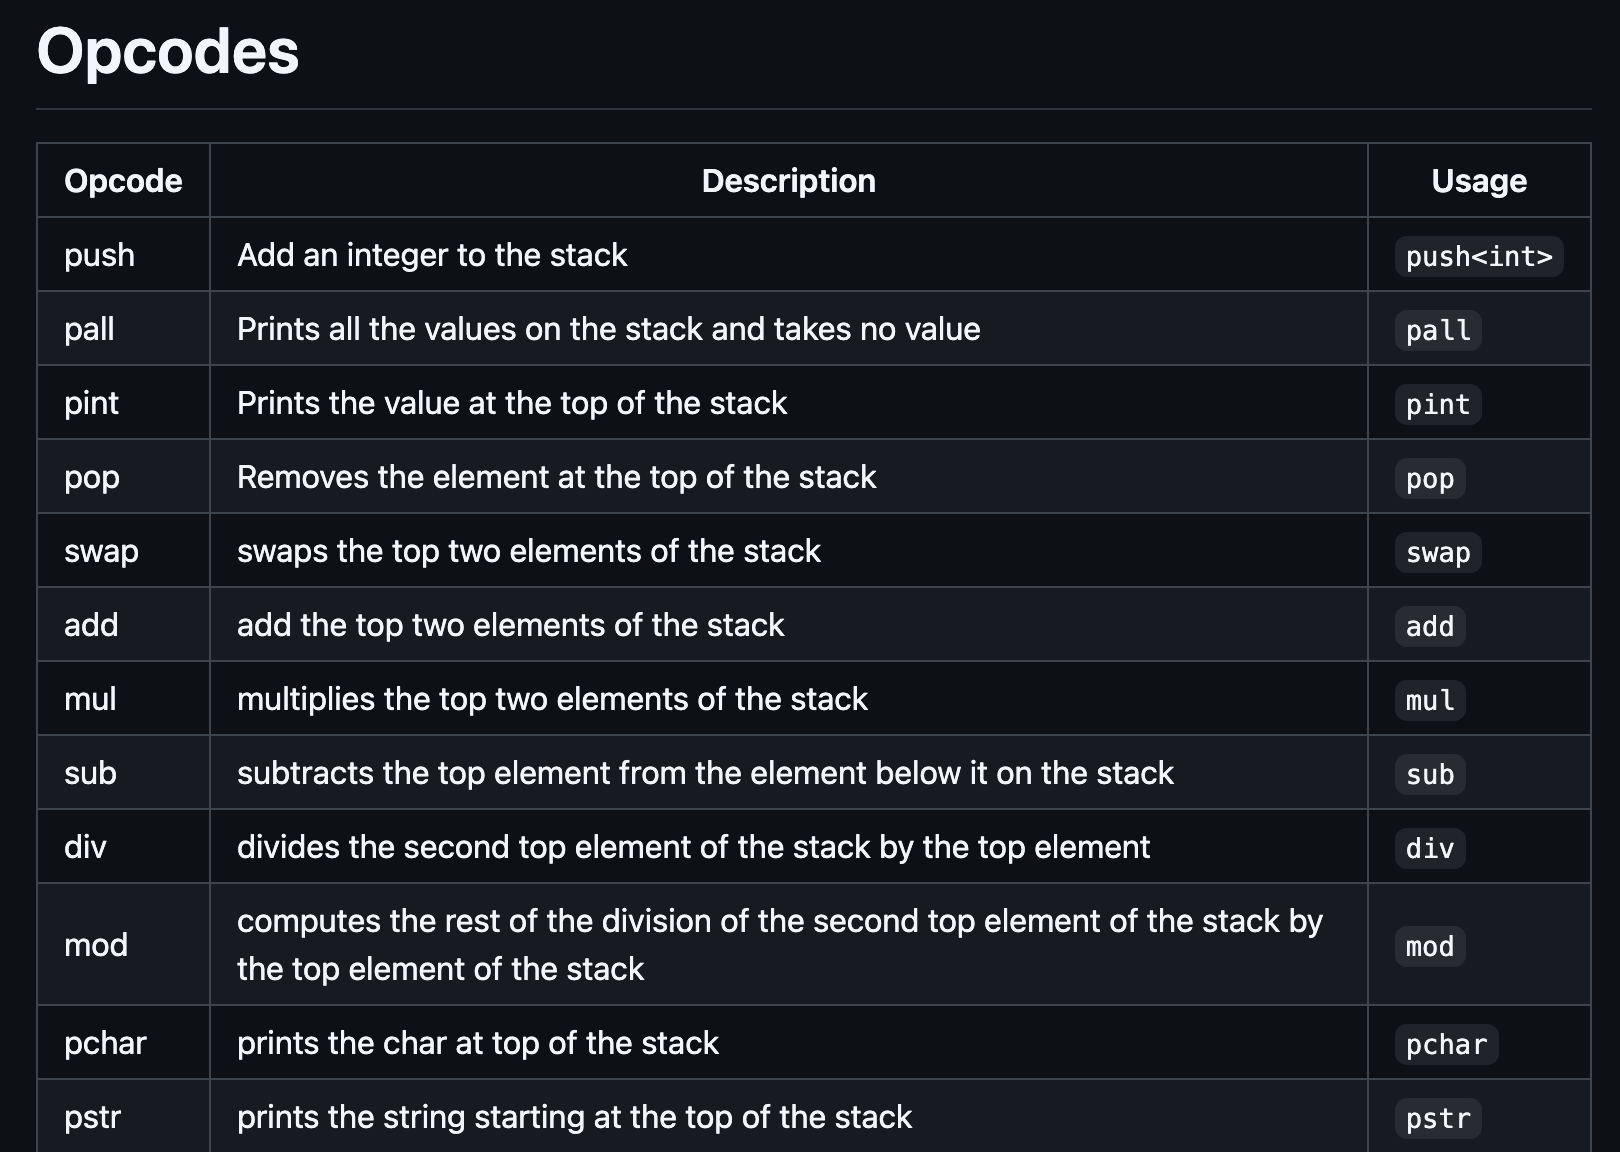 Opcodes
Opcode Description Usage
push Add an integer to the stack push<int>
pall Prints all the values on the stack and takes no value pall
pint Prints the value at the top of the stack pint
pop Removes the element at the top of the stack pop
swap swaps the top two elements of the stack swap
add add the top two elements of the stack add
mul multiplies the top two elements of the stack mul
sub subtracts the top element from the element below it on the stack sub
div divides the second top element of the stack by the top element div
mod computes the rest of the division of the second top element of the stack by
the top element of the stack mod
pchar prints the char at top of the stack pchar
pstr prints the string starting at the top of the stack pstr